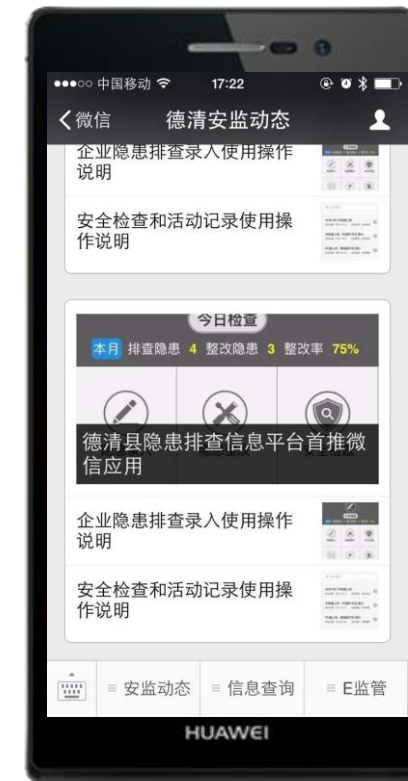 中国移动 17:22
微信 德清安监动态
企业隐患排查录入使用操作
说明
安全检查和活动记录使用操
作说明
今日检查
本月 排查隐患 4 整改隐患 3 整改率 75%
德清县隐患排查信息平台首推微
信应用
企业隐患排查录入使用操作
说明
安全检查和活动记录使用操
作说明
安监动态 信息查询 E监管
HUAWEI